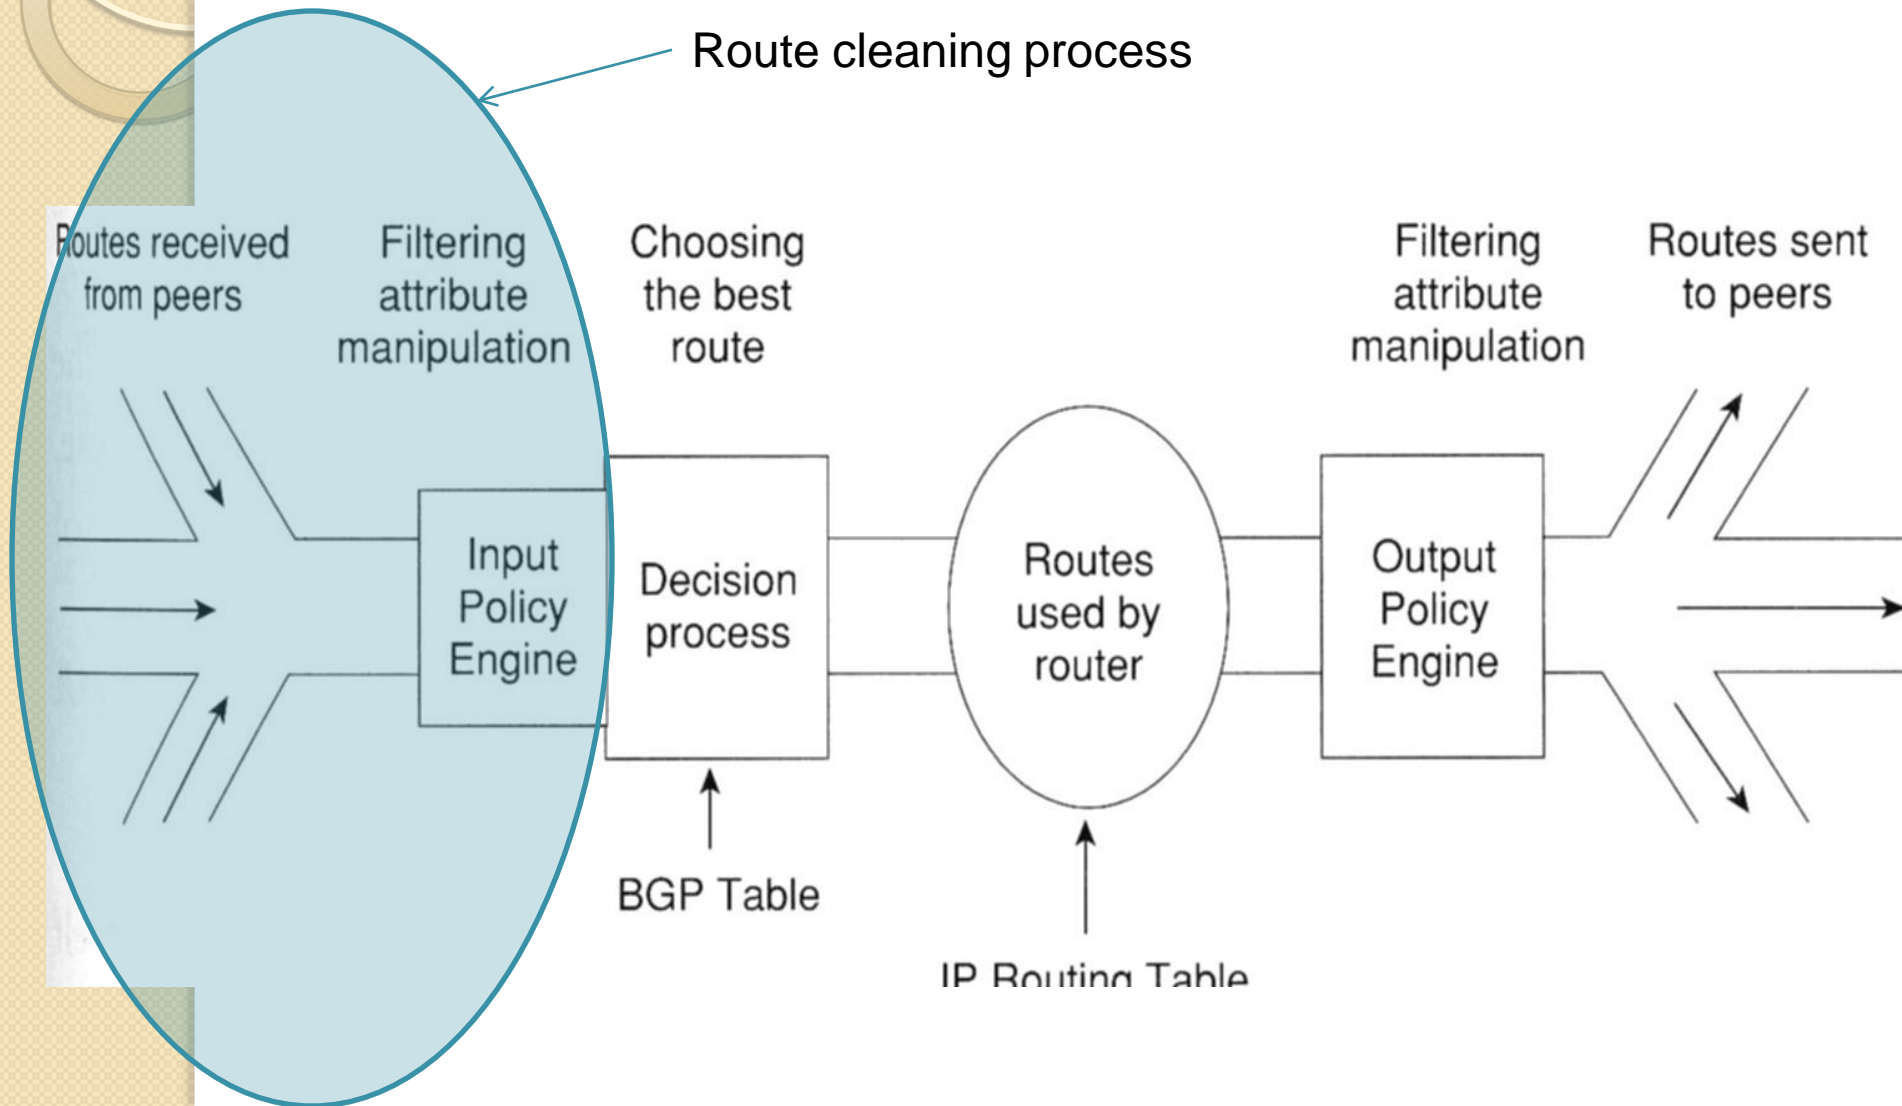 Route cleaning process
Routes received
from peers
Filtering
attribute
manipulation
Choosing
the best
route
Filtering
attribute
manipulation
Routes sent
to peers
Input
Policy
Engine
Decision
process
Routes
used by
router
Output
Policy
Engine
BGP Table
IP Routing Table